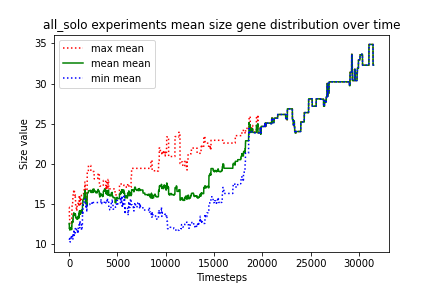 all_solo experiments mean size gene distribution over time
max mean
mean mean
min mean
Size value
35
30
25
20
15
10
0
5000
10000
15000
20000
25000
30000
Timesteps